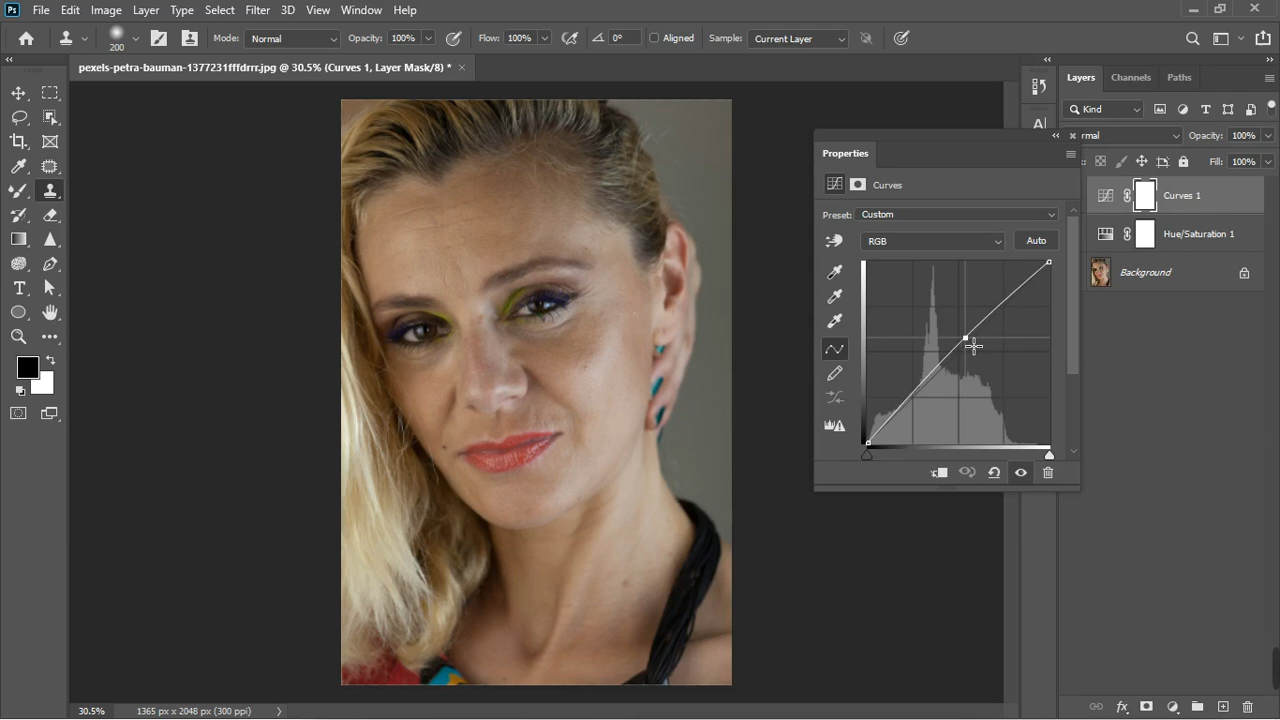 Ps File Edit Image Layer Type Select Filter 3D View Window Help
200 Mode: Normal Opacity: 100% Flow: 100% 0° Aligned Sample: Current Layer
pexels-petra-bauman-1377231fffdrrr.jpg @ 30.5% (Curves 1, Layer Mask/8) * ×
Layers Channels Paths
Kind
rmal Opacity: 100%
Fill: 100%
Properties
Curves
Preset: Custom
RGB Auto
Curves 1
Hue/Saturation 1
Background
30.5% 1365 px x 2048 px (300 ppi)